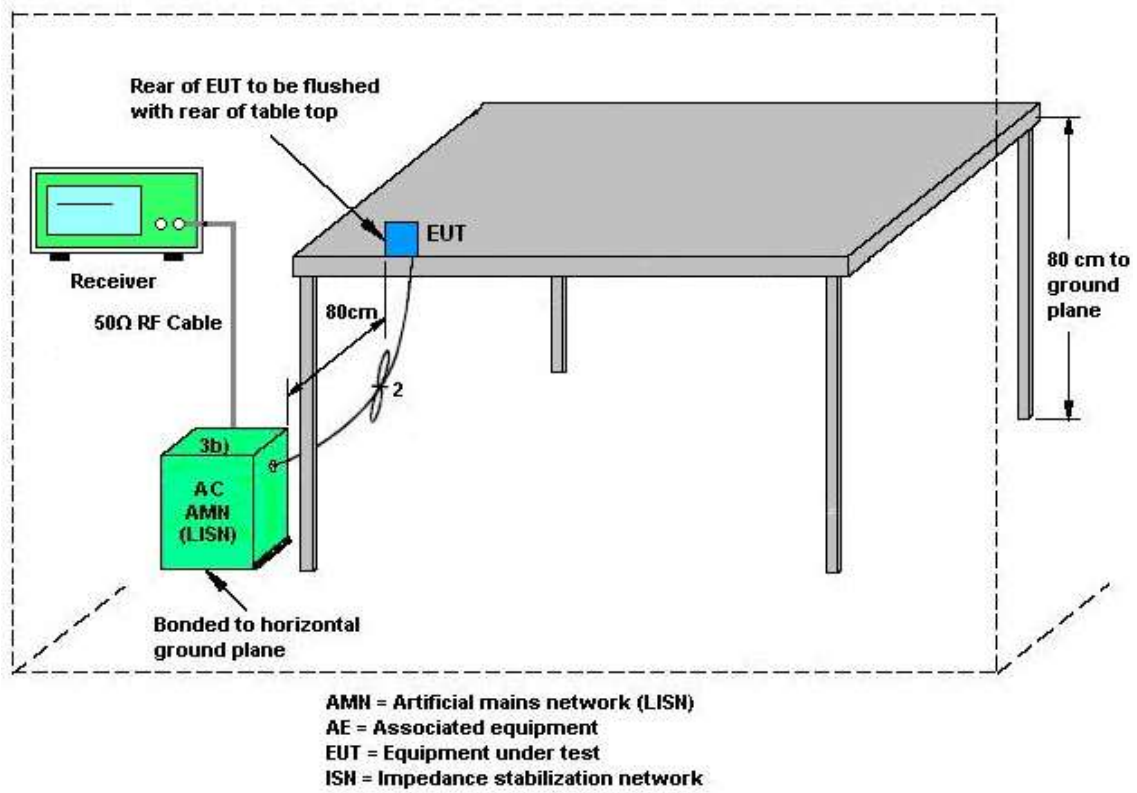 Rear of EUT to be flushed
with rear of table top
EUT
Receiver
80 cm to
ground
plane
80cm
50Ω RF Cable
2
3b)
AC
AMN
(LISN)
Bonded to horizontal
ground plane
AMN = Artificial mains network (LISN)
AE = Associated equipment
EUT = Equipment under test
ISN = Impedance stabilization network